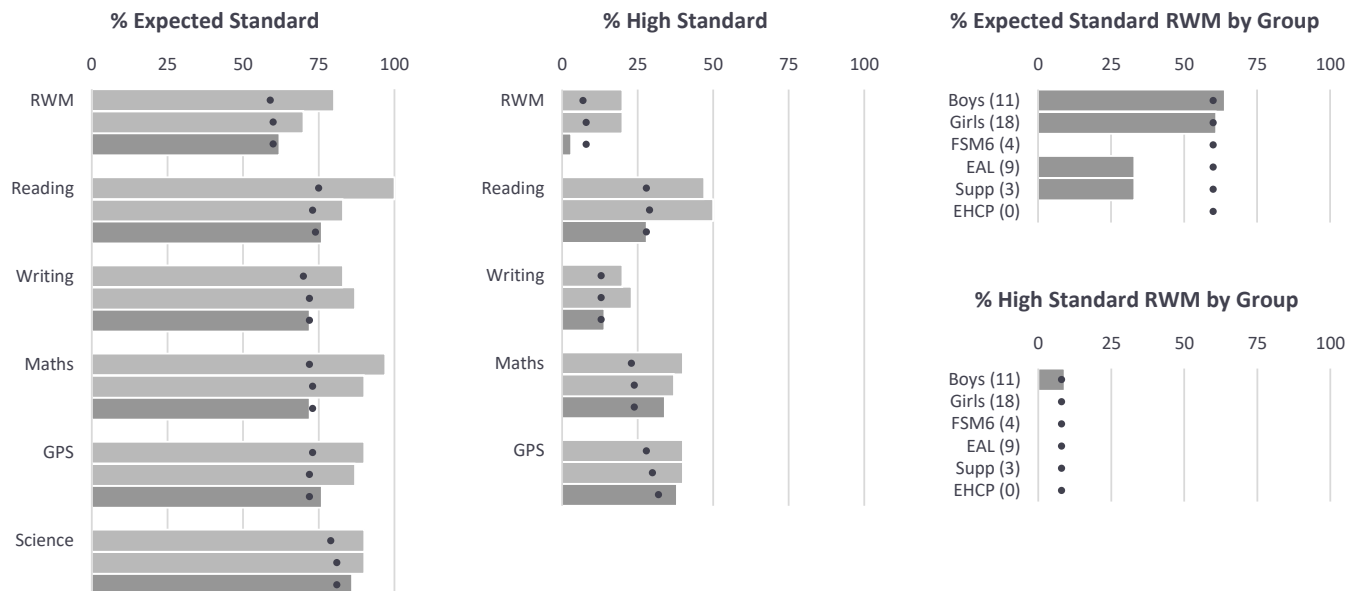 % Expected Standard
0 25 50 75 100
RWM
Reading
Writing
Maths
GPS
Science
% High Standard
0 25 50 75 100
RWM
Reading
Writing
Maths
GPS
% Expected Standard RWM by Group
0 25 50 75 100
Boys (11)
Girls (18)
FSM6 (4)
EAL (9)
Supp (3)
EHCP (0)
% High Standard RWM by Group
0 25 50 75 100
Boys (11)
Girls (18)
FSM6 (4)
EAL (9)
Supp (3)
EHCP (0)